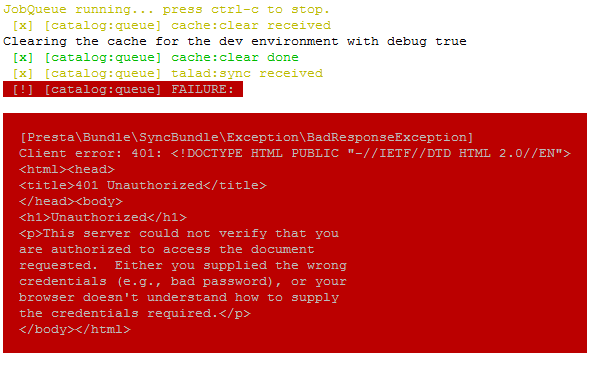 JobQueue running... press ctrl-c to stop.
[x] [catalog:queue] cache:clear received
Clearing the cache for the dev environment with debug true
[x] [catalog:queue] cache:clear done
[x] [catalog:queue] talad:sync received
[!] [catalog:queue] FAILURE:
[Presta\Bundle\SyncBundle\Exception\BadResponseException]
Client error: 401: <!DOCTYPE HTML PUBLIC "-//IETF//DTD HTML 2.0//EN">
<html><head>
<title>401 Unauthorized</title>
</head><body>
<h1>Unauthorized</h1>
<p>This server could not verify that you
are authorized to access the document
requested.  Either you supplied the wrong
credentials (e.g., bad password), or your
browser doesn't understand how to supply
the credentials required.</p>
</body></html>